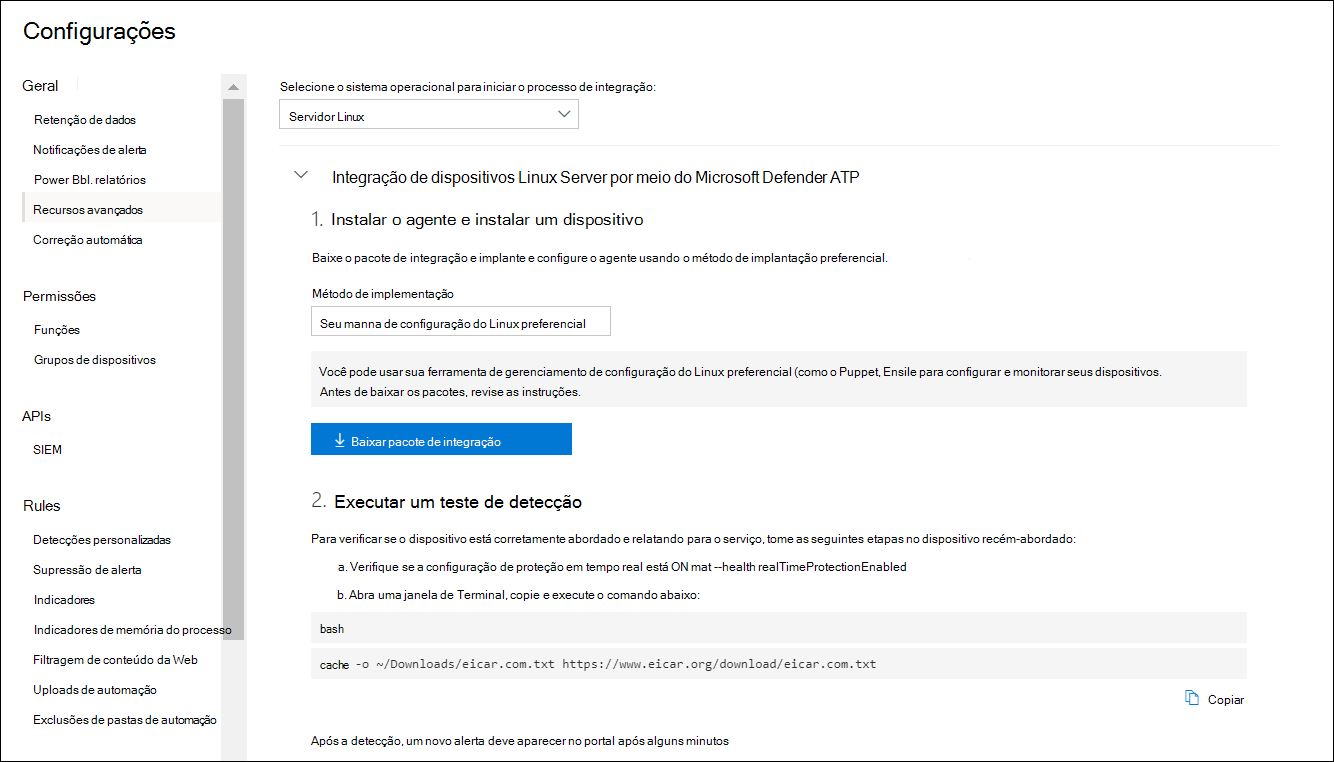 Configurações
Geral
Retenção de dados
Notificações de alerta
Power Bbl. relatórios
Recursos avançados
Correção automática
Permissões
Funções
Grupos de dispositivos
APIs
SIEM
Rules
Detecções personalizadas
Supressão de alerta
Indicadores
Indicadores de memória do processo
Filtragem de conteúdo da Web
Uploads de automação
Exclusões de pastas de automação
Selecione o sistema operacional para iniciar o processo de integração:
Servidor Linux
Integração de dispositivos Linux Server por meio do Microsoft Defender ATP
1. Instalar o agente e instalar um dispositivo
Baixe o pacote de integração e implante e configure o agente usando o método de implantação preferencial.
Método de implementação
Seu manna de configuração do Linux preferencial
Você pode usar sua ferramenta de gerenciamento de configuração do Linux preferencial (como o Puppet, Ensile para configurar e monitorar seus dispositivos.
Antes de baixar os pacotes, revise as instruções.
Baixar pacote de integração
2. Executar um teste de detecção
Para verificar se o dispositivo está corretamente abordado e relatando para o serviço, tome as seguintes etapas no dispositivo recém-abordado:
a. Verifique se a configuração de proteção em tempo real está ON mat --health realTimeProtectionEnabled
b. Abra uma janela de Terminal, copie e execute o comando abaixo:
bash
cache -o ~/Downloads/eicar.com.txt https://www.eicar.org/download/eicar.com.txt
Copiar
Após a detecção, um novo alerta deve aparecer no portal após alguns minutos